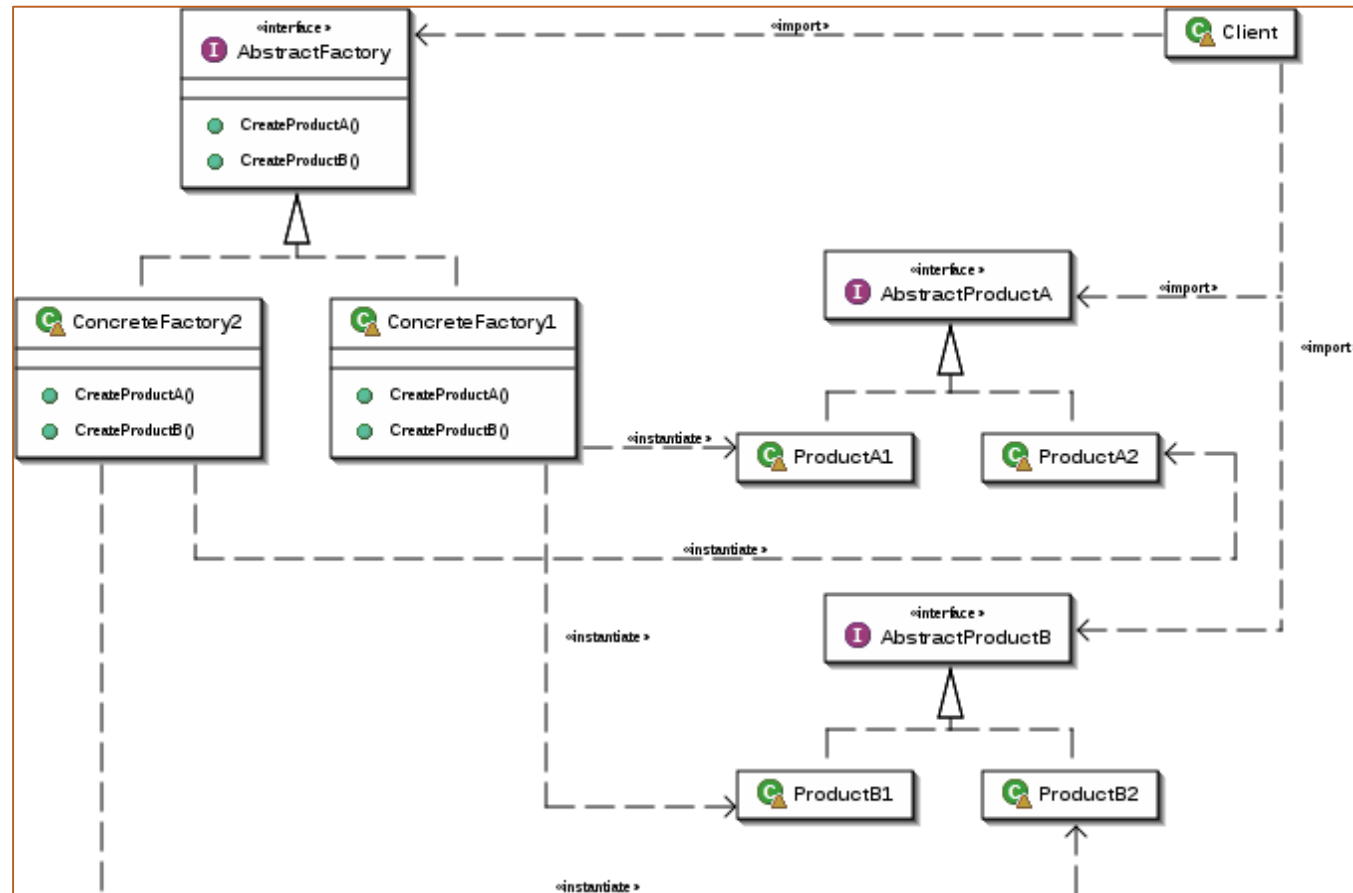 «interface»
I AbstractFactory
CreateProductA()
CreateProductB()
«import»
C Client
C ConcreteFactory2
CreateProductA()
CreateProductB()
C ConcreteFactory1
CreateProductA()
CreateProductB()
«interface»
I AbstractProductA
«import»
«import»
«instantiate»
C ProductA1
C ProductA2
«instantiate»
«interface»
I AbstractProductB
«instantiate»
C ProductB1
C ProductB2
«instantiate»